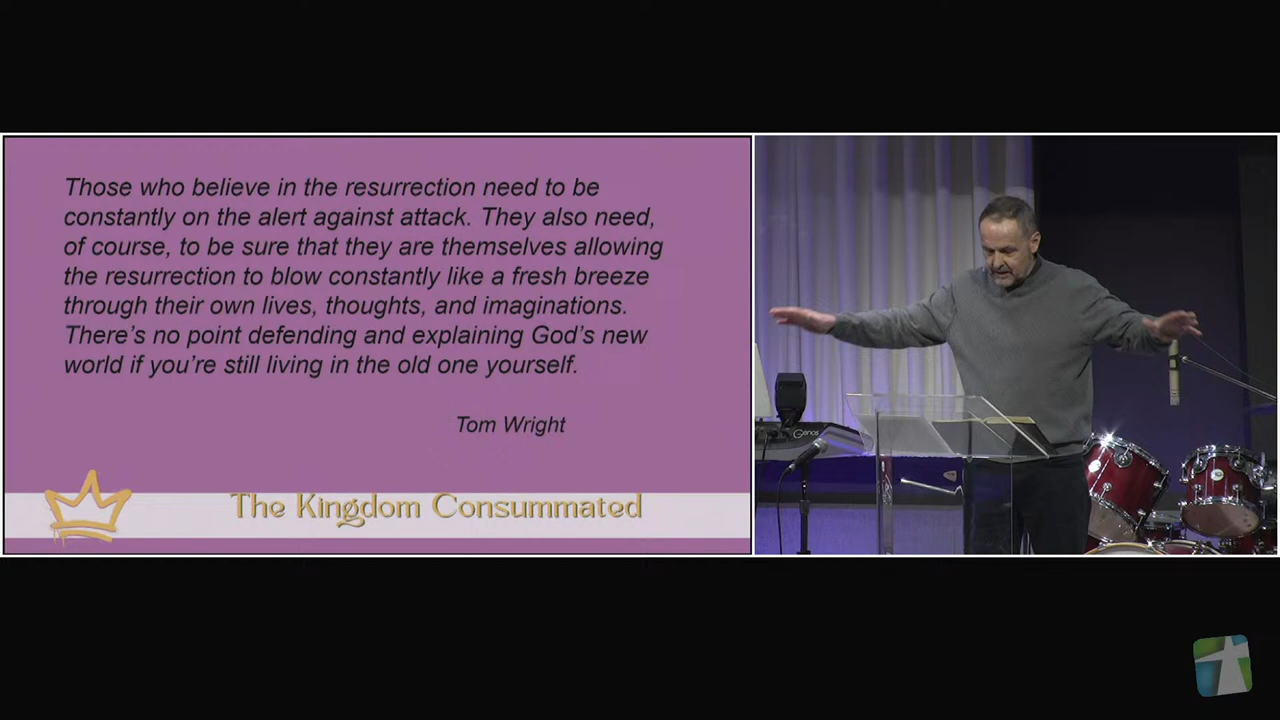 Those who believe in the resurrection need to be
constantly on the alert against attack. They also need,
of course, to be sure that they are themselves allowing
the resurrection to blow constantly like a fresh breeze
through their own lives, thoughts, and imaginations.
There's no point defending and explaining God's new
world if you're still living in the old one yourself.
Tom Wright
The Kingdom Consummated
Genos